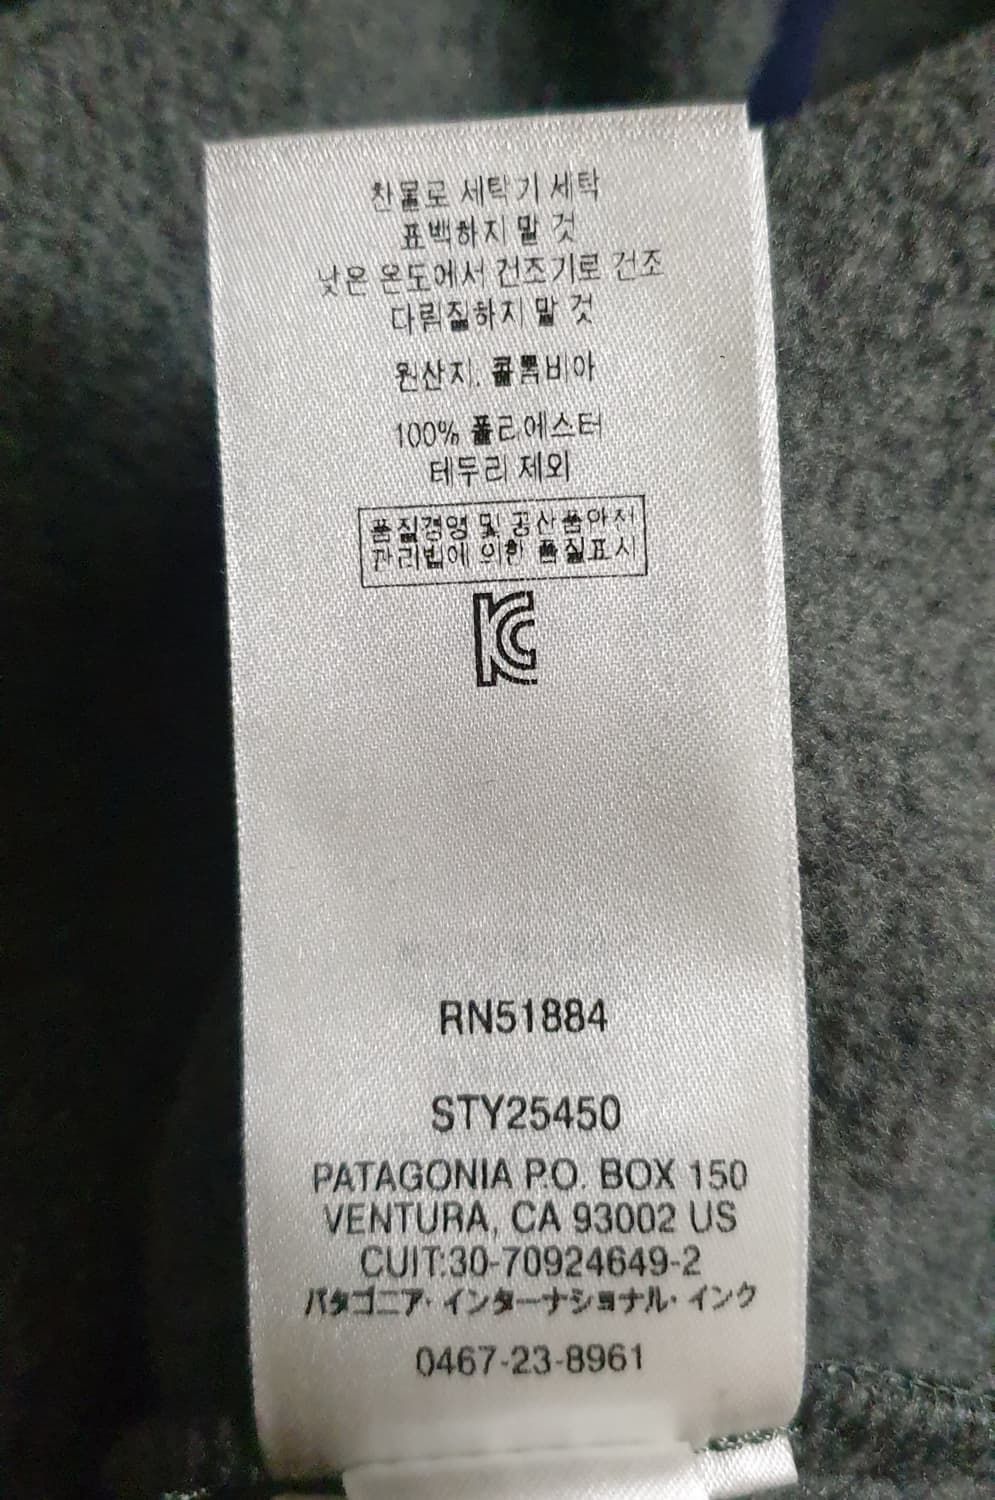 찬물로 세탁기 세탁
표백하지 말 것
낮은 온도에서 건조기로 건조
다림질하지 말 것
원산지. 콜롬비아
100% 폴리에스터
테두리 제외
품질경영 및 공산품안전
관리법에 의한 품질표시
KC
RN51884
STY25450
PATAGONIA P.O. BOX 150
VENTURA, CA 93002 US
CUIT:30-70924649-2
パタゴニア・インターナショナル・インク
0467-23-8961